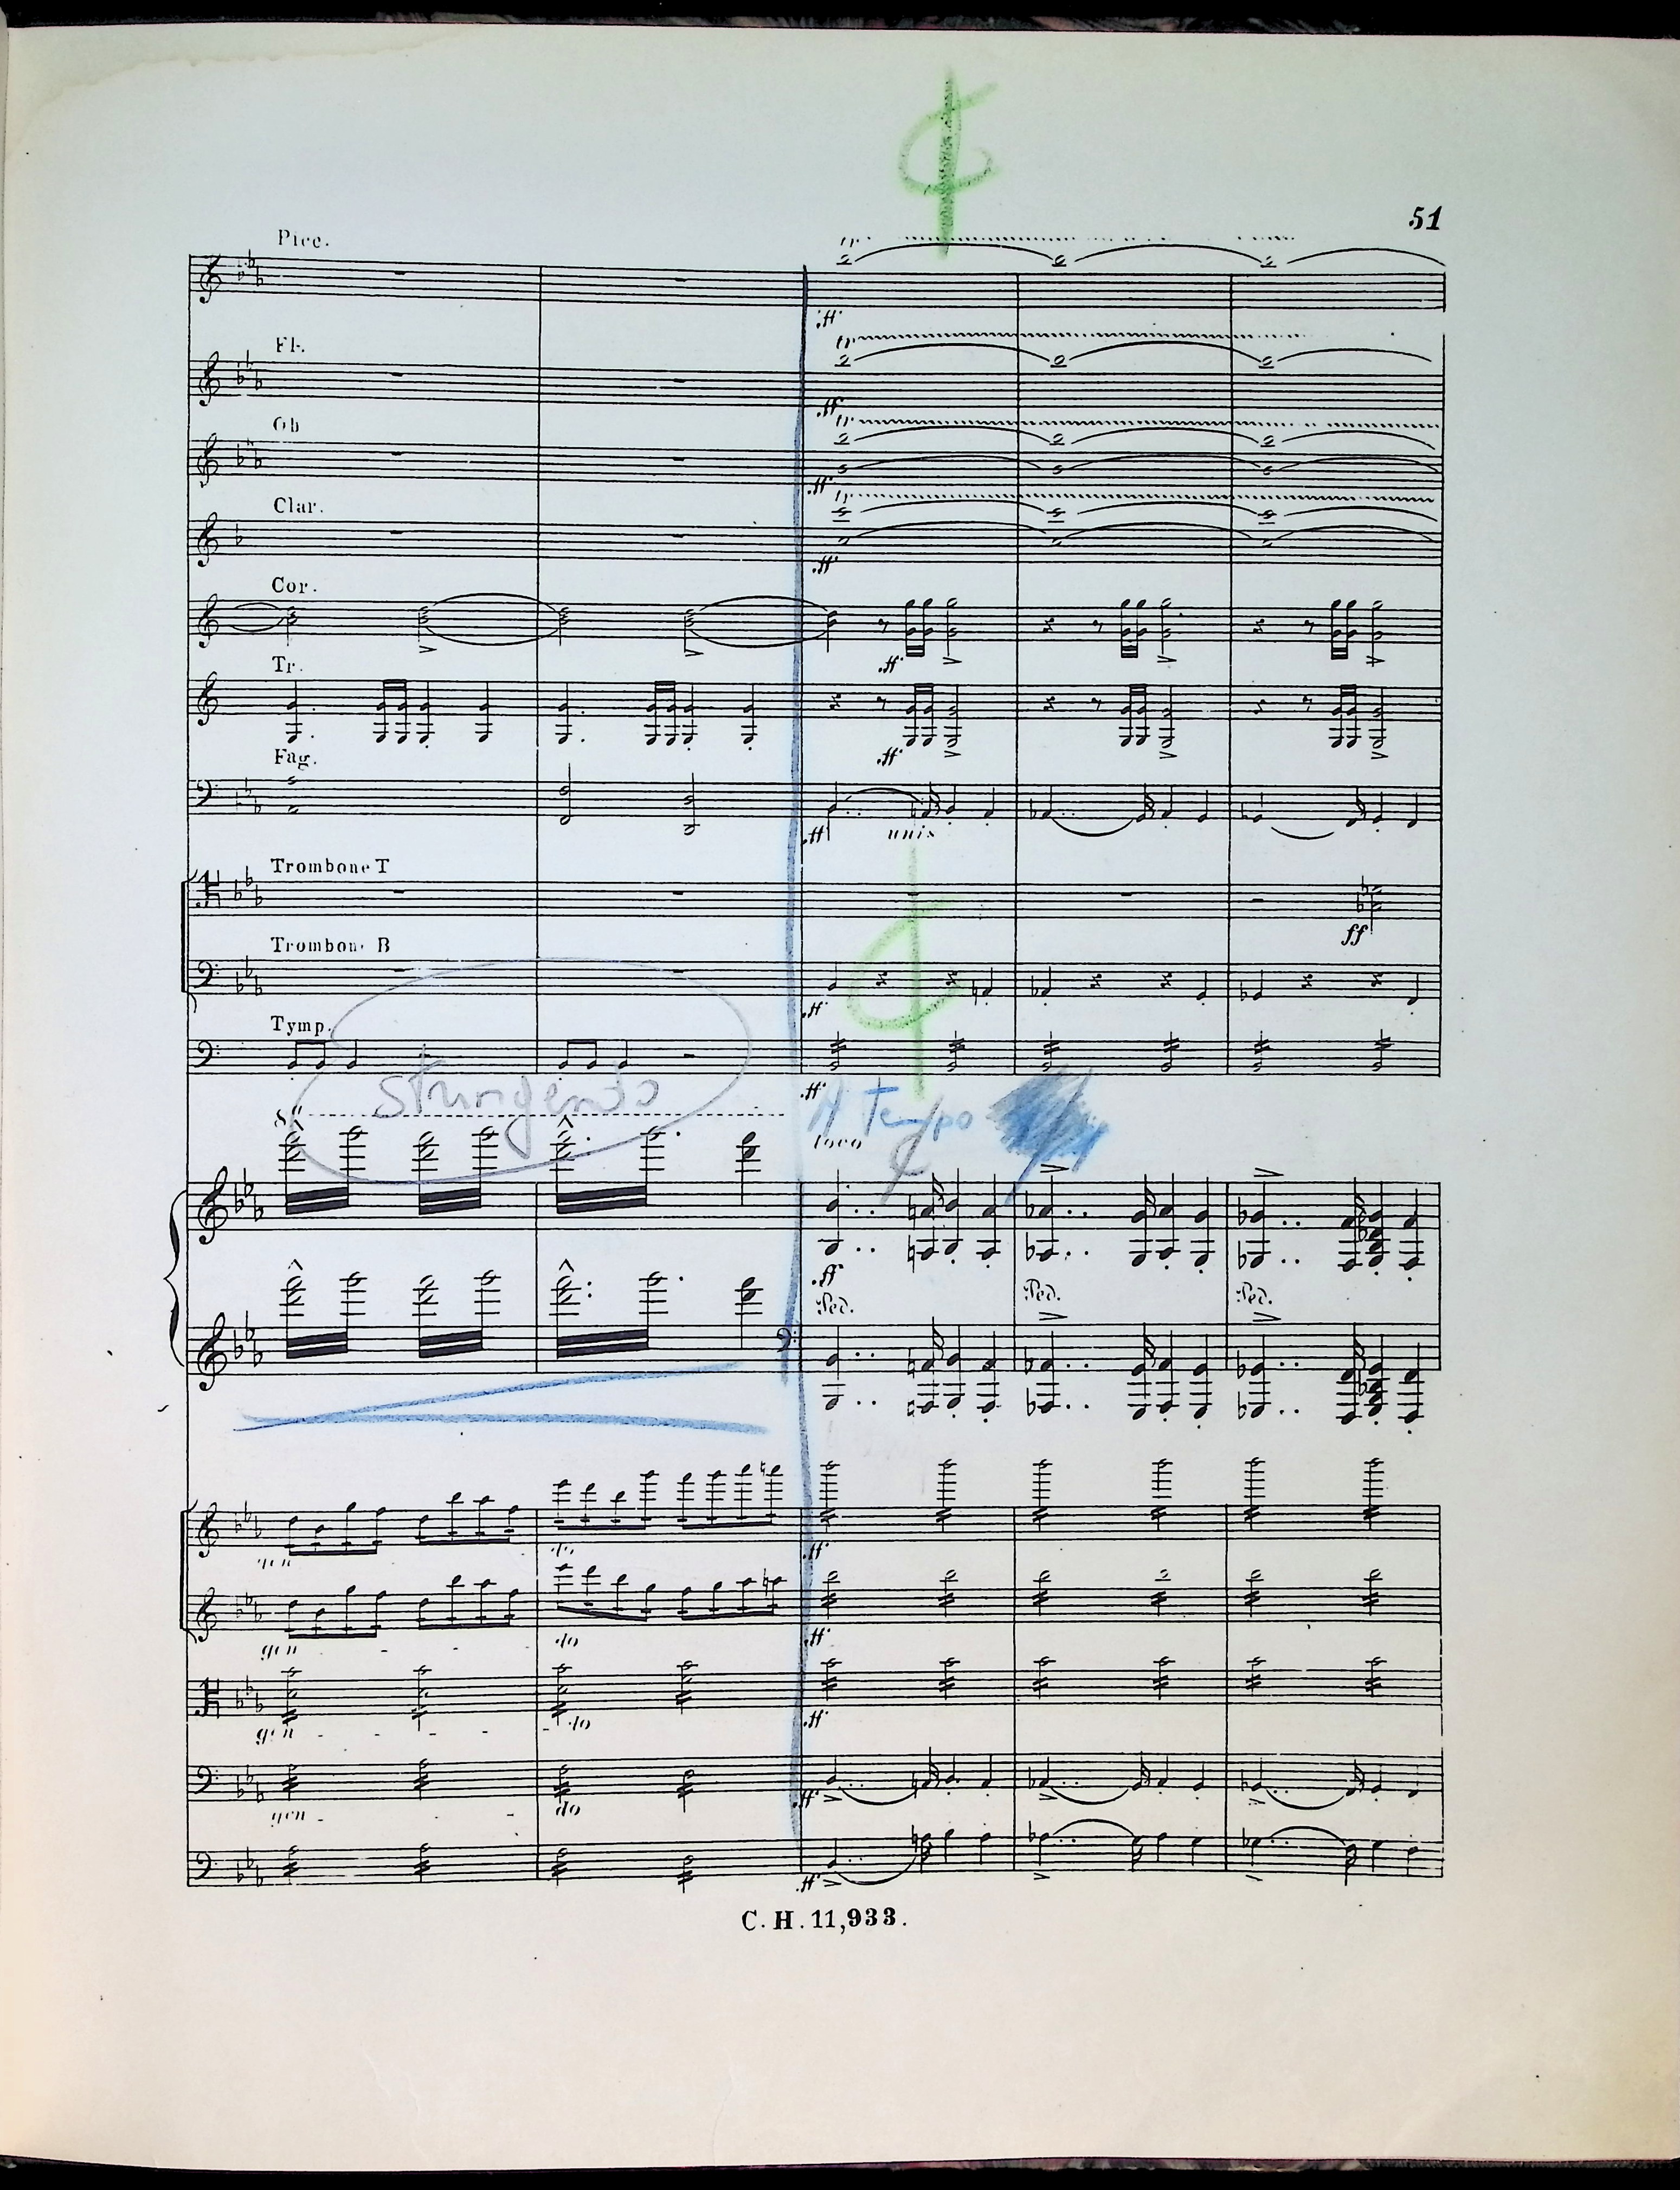 51
Picc.
tr
ff
Fl.
tr
ff
Ob
tr
ff
Clar.
tr
ff
Cor.
ff
Tr.
ff
Fag.
ff unis
Trombone T
ff
Trombone B
ff
Tymp.
ff
stringendo
A Tempo
8
loco
ff
Ped. Ped. Ped.
gen do ff
gen - do ff
gen - - - do ff
gen - - do ff
ff
C. H. 11,933.